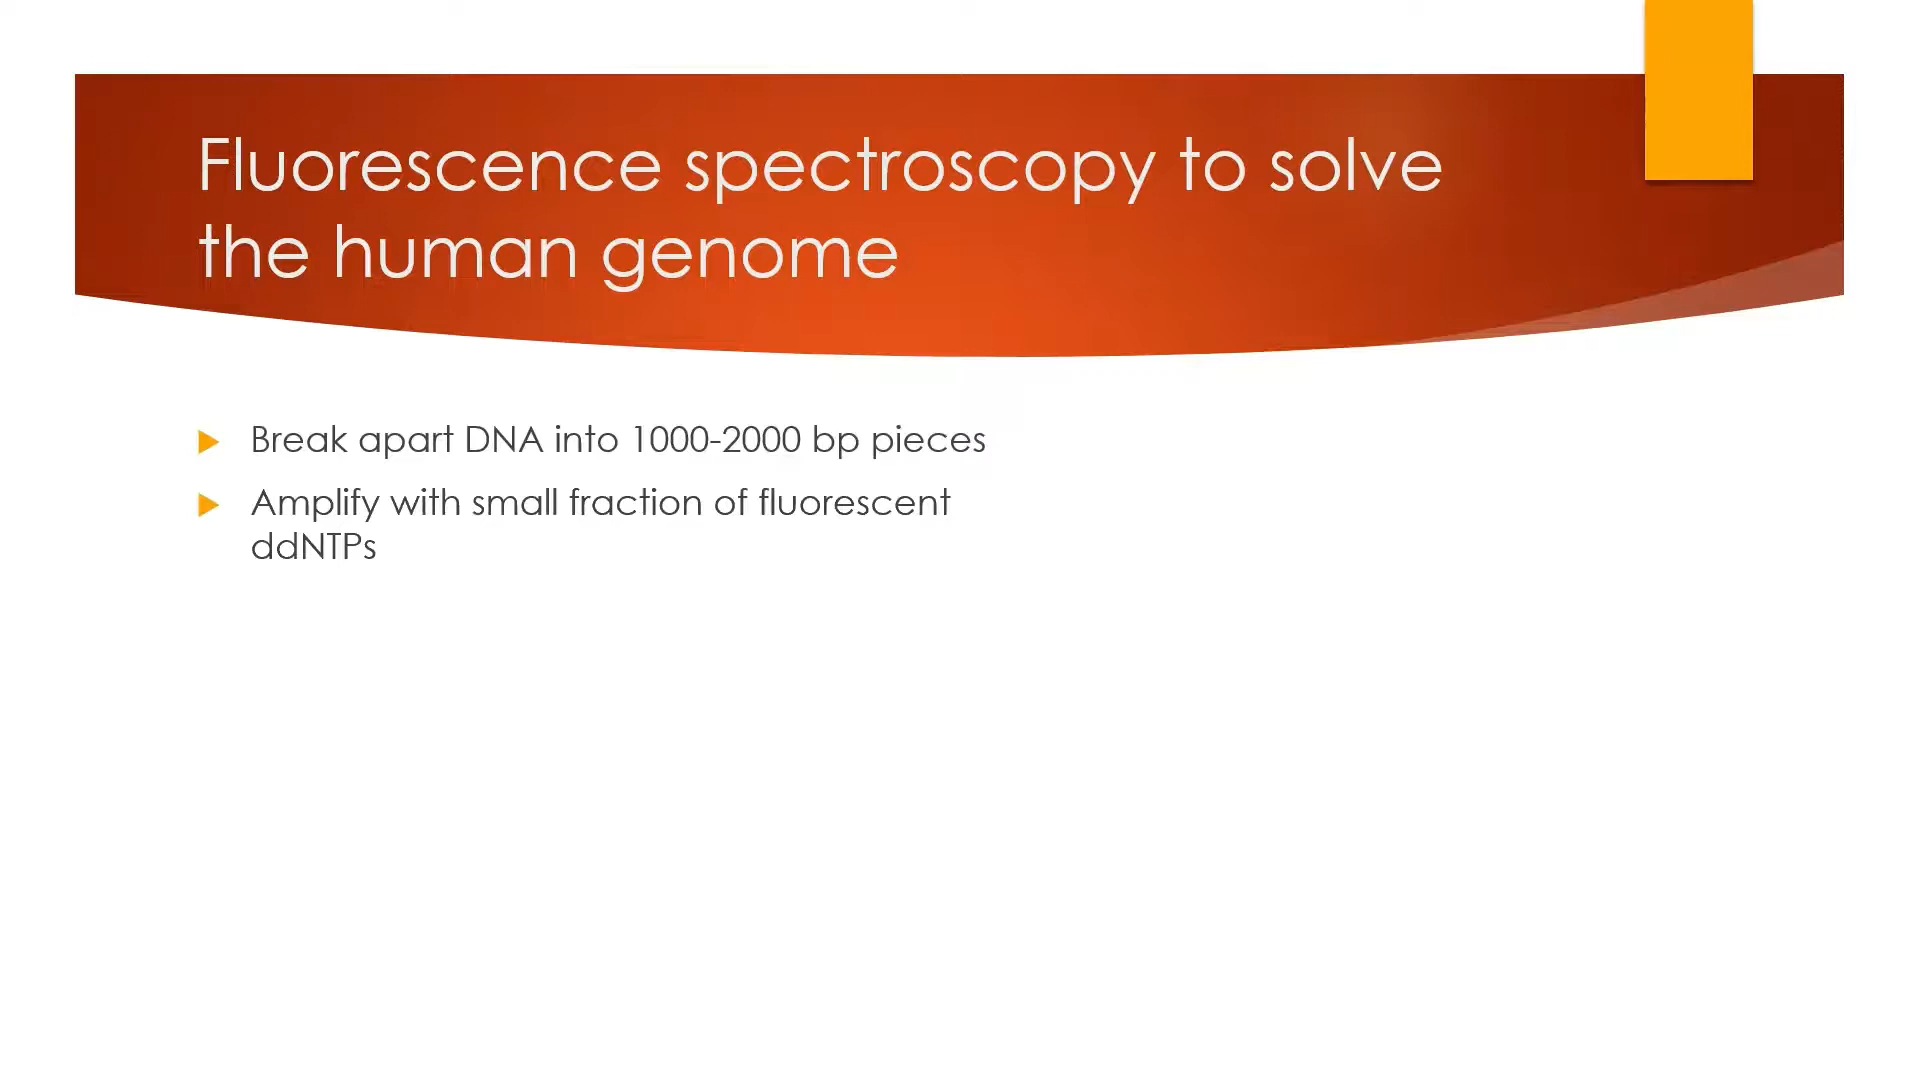 Fluorescence spectroscopy to solve
the human genome
Break apart DNA into 1000-2000 bp pieces
Amplify with small fraction of fluorescent
ddNTPs